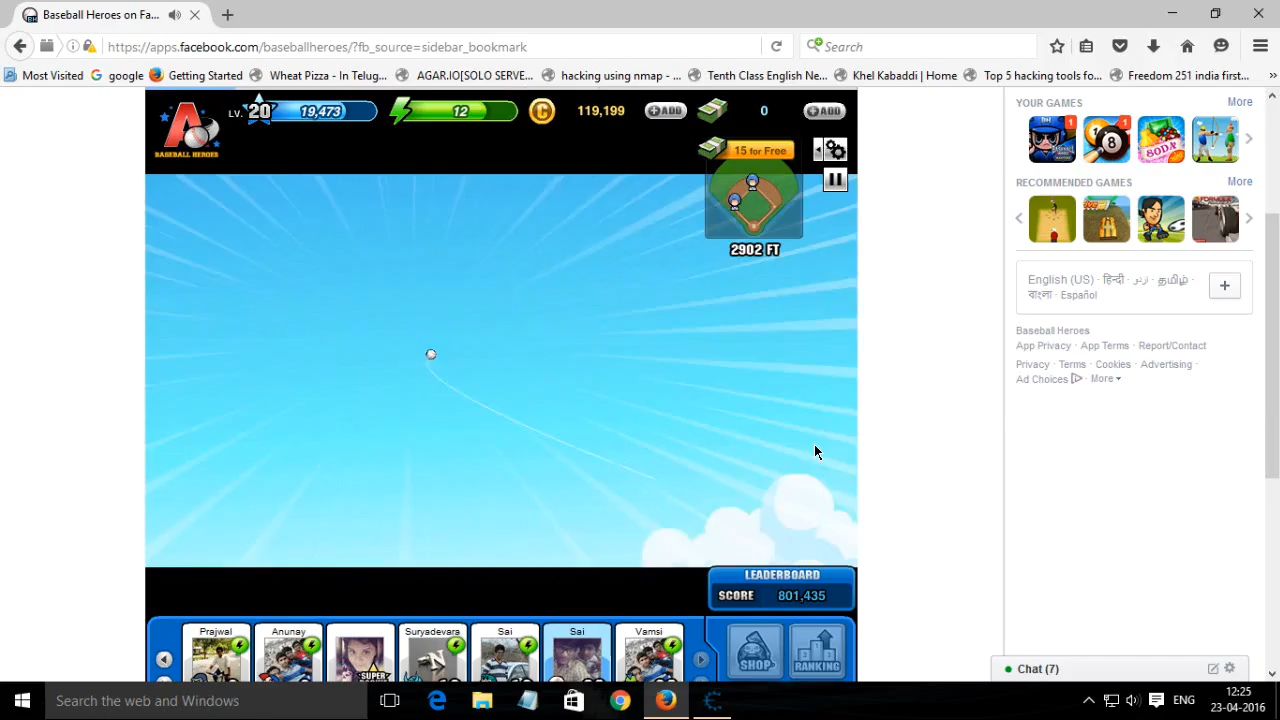 Baseball Heroes on Fa...
https://apps.facebook.com/baseballheroes/?fb_source=sidebar_bookmark
Search
Most Visited
google
Getting Started
Wheat Pizza - In Telug...
AGAR.IO[SOLO SERVE...
hacking using nmap - ...
Tenth Class English Ne...
Khel Kabaddi | Home
Top 5 hacking tools fo...
Freedom 251 india first...
BASEBALL HEROES
LV. 20 19,473
12
C
119,199
ADD
0
ADD
15 for Free
2902 FT
YOUR GAMES
More
1
1
8
SODA
RECOMMENDED GAMES
More
English (US) · हिन्दी · اردو · தமிழ் ·
বাংলা · Español
Baseball Heroes
App Privacy · App Terms · Report/Contact
Privacy · Terms · Cookies · Advertising ·
Ad Choices · More
LEADERBOARD
SCORE 801,435
Prajwal
Anunay
Suryadevara
Sai
Sai
Vamsi
SUPER
SHOP
RANKING
Chat (7)
Search the web and Windows
ENG
12:25
23-04-2016